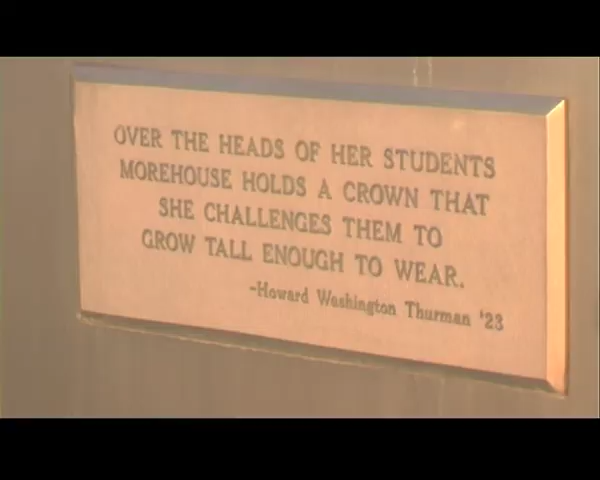 OVER THE HEADS OF HER STUDENTS
MOREHOUSE HOLDS A CROWN THAT
SHE CHALLENGES THEM TO
GROW TALL ENOUGH TO WEAR.
-Howard Washington Thurman '23